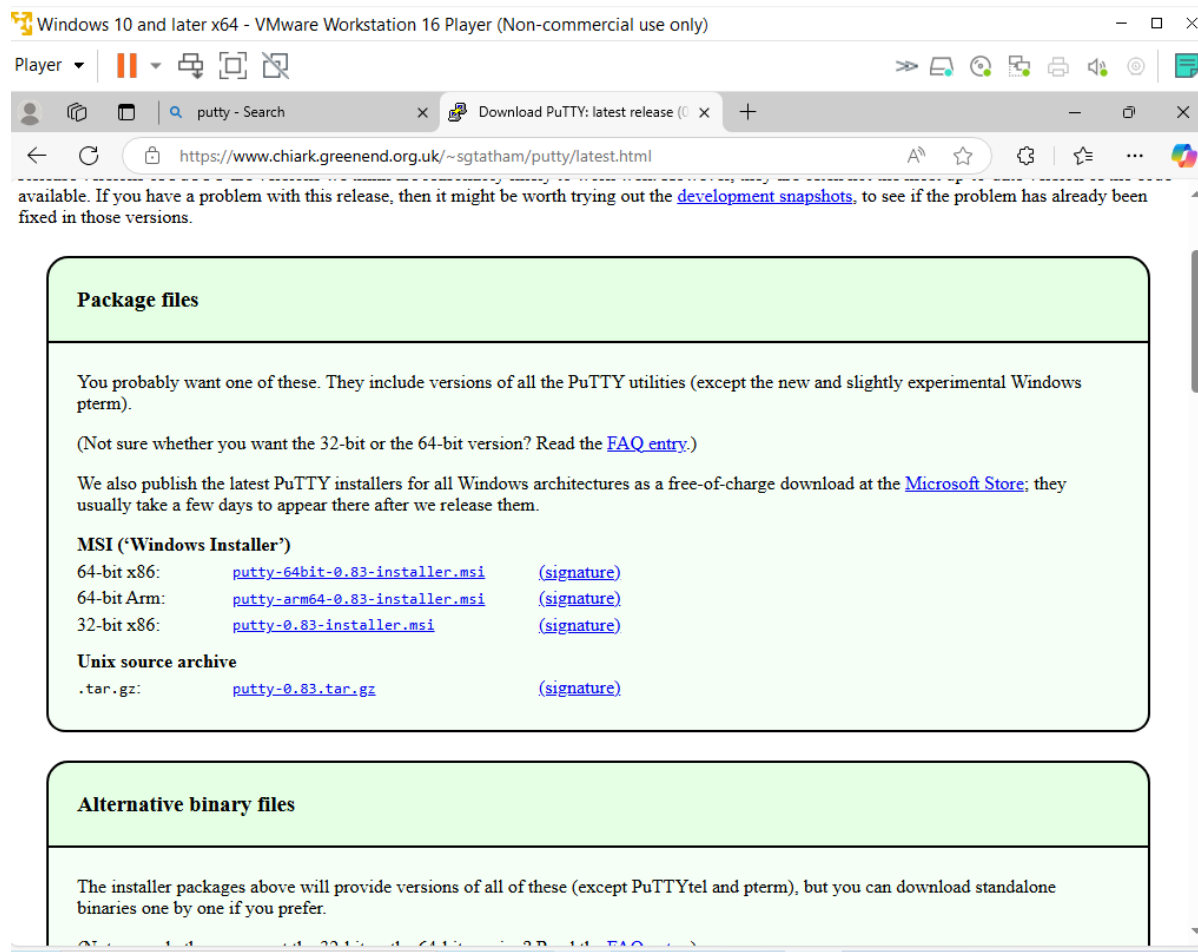 Windows 10 and later x64 - VMware Workstation 16 Player (Non-commercial use only)
Player
putty - Search
Download PuTTY: latest release (0
https://www.chiark.greenend.org.uk/~sgtatham/putty/latest.html
available. If you have a problem with this release, then it might be worth trying out the development snapshots, to see if the problem has already been
fixed in those versions.
Package files
You probably want one of these. They include versions of all the PuTTY utilities (except the new and slightly experimental Windows
pterm).
(Not sure whether you want the 32-bit or the 64-bit version? Read the FAQ entry.)
We also publish the latest PuTTY installers for all Windows architectures as a free-of-charge download at the Microsoft Store; they
usually take a few days to appear there after we release them.
MSI (‘Windows Installer’)
64-bit x86: putty-64bit-0.83-installer.msi (signature)
64-bit Arm: putty-arm64-0.83-installer.msi (signature)
32-bit x86: putty-0.83-installer.msi (signature)
Unix source archive
.tar.gz: putty-0.83.tar.gz (signature)
Alternative binary files
The installer packages above will provide versions of all of these (except PuTTYtel and pterm), but you can download standalone
binaries one by one if you prefer.